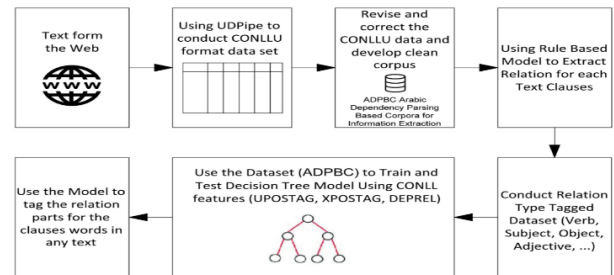 Text form
the Web
WWW
Using UDPipe to
conduct CONLLU
format data set
Revise and
correct the
CONLLU data and
develop clean
corpus
ADPBC Arabic
Dependency Parsing
Based Corpora for
Information Extraction
Using Rule Based
Model to Extract
Relation for each
Text Clauses
Conduct Relation
Type Tagged
Dataset (Verb,
Subject, Object,
Adjective, ...)
Use the Dataset (ADPBC) to Train and
Test Decision Tree Model Using CONLL
features (UPOSTAG, XPOSTAG, DEPREL)
Use the Model to
tag the relation
parts for the
clauses words in
any text